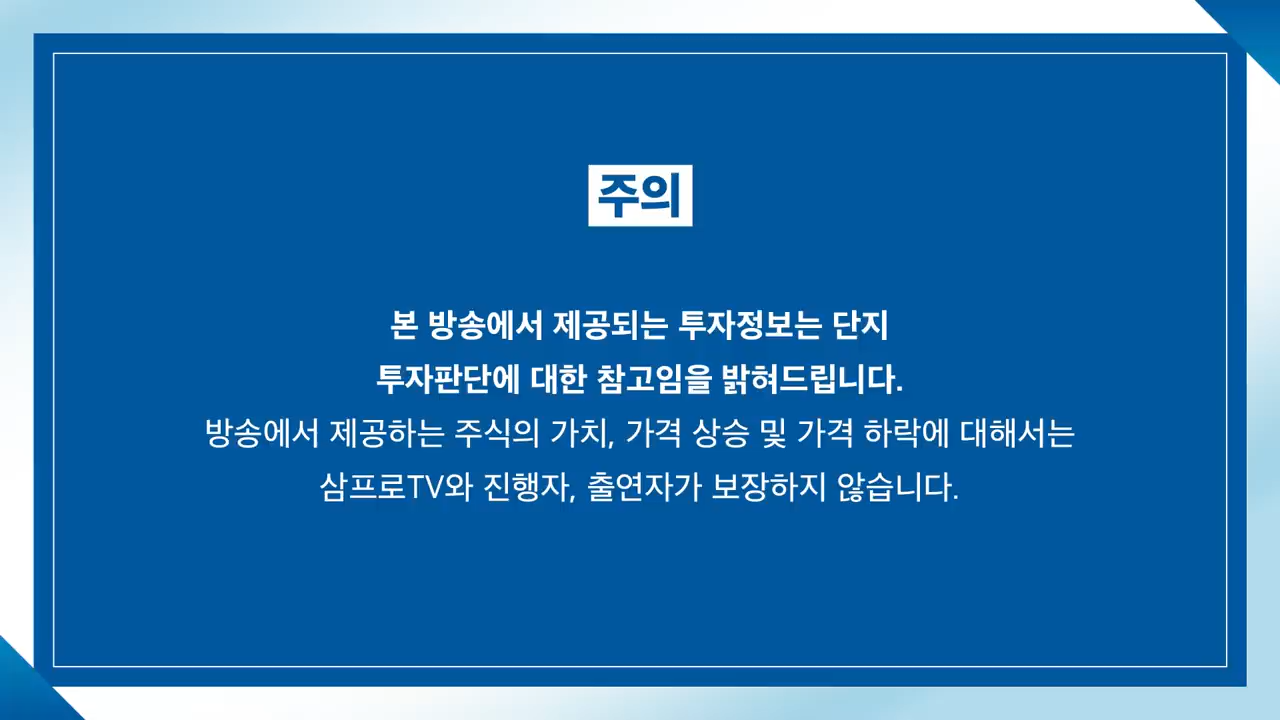 주의
본 방송에서 제공되는 투자정보는 단지
투자판단에 대한 참고임을 밝혀드립니다.
방송에서 제공하는 주식의 가치, 가격 상승 및 가격 하락에 대해서는
삼프로TV와 진행자, 출연자가 보장하지 않습니다.